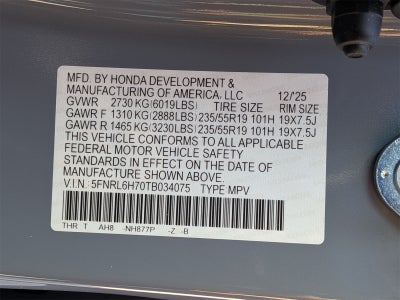 MFD. BY HONDA DEVELOPMENT &
MANUFACTURING OF AMERICA, LLC 12/'25
GVWR 2730 KG(6019LBS) TIRE SIZE RIM SIZE
GAWR F 1310 KG(2888LBS) 235/55R19 101H 19X7.5J
GAWR R 1465 KG(3230LBS) 235/55R19 101H 19X7.5J
THIS VEHICLE CONFORMS TO ALL APPLICABLE
FEDERAL MOTOR VEHICLE SAFETY
STANDARDS IN EFFECT ON THE DATE OF
MANUFACTURE SHOWN ABOVE.
V.I.N. 5FNRL6H70TB034075 TYPE MPV
THR T AH8 -NH877P -Z -B